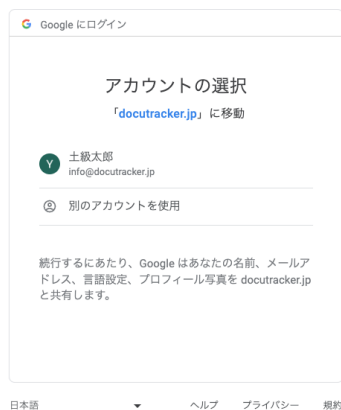 Google にログイン
アカウントの選択
「docutracker.jp」に移動
Y
土級太郎
info@docutracker.jp
別のアカウントを使用
続行するにあたり、Google はあなたの名前、メールア
ドレス、言語設定、プロフィール写真を docutracker.jp
と共有します。
日本語 ヘルプ プライバシー 規約